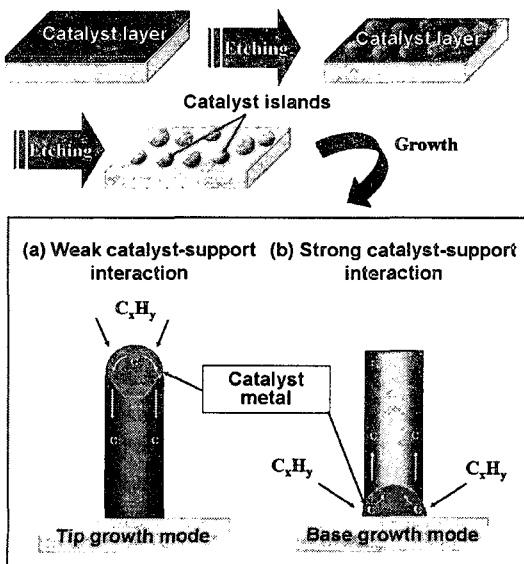 Catalyst layer
Etching
Catalyst layer
Catalyst islands
Etching
Growth
(a) Weak catalyst-support
interaction
(b) Strong catalyst-support
interaction
CxHy
C
Catalyst
metal
C
C
C
C
CxHy
CxHy
C
C
Tip growth mode
Base growth mode